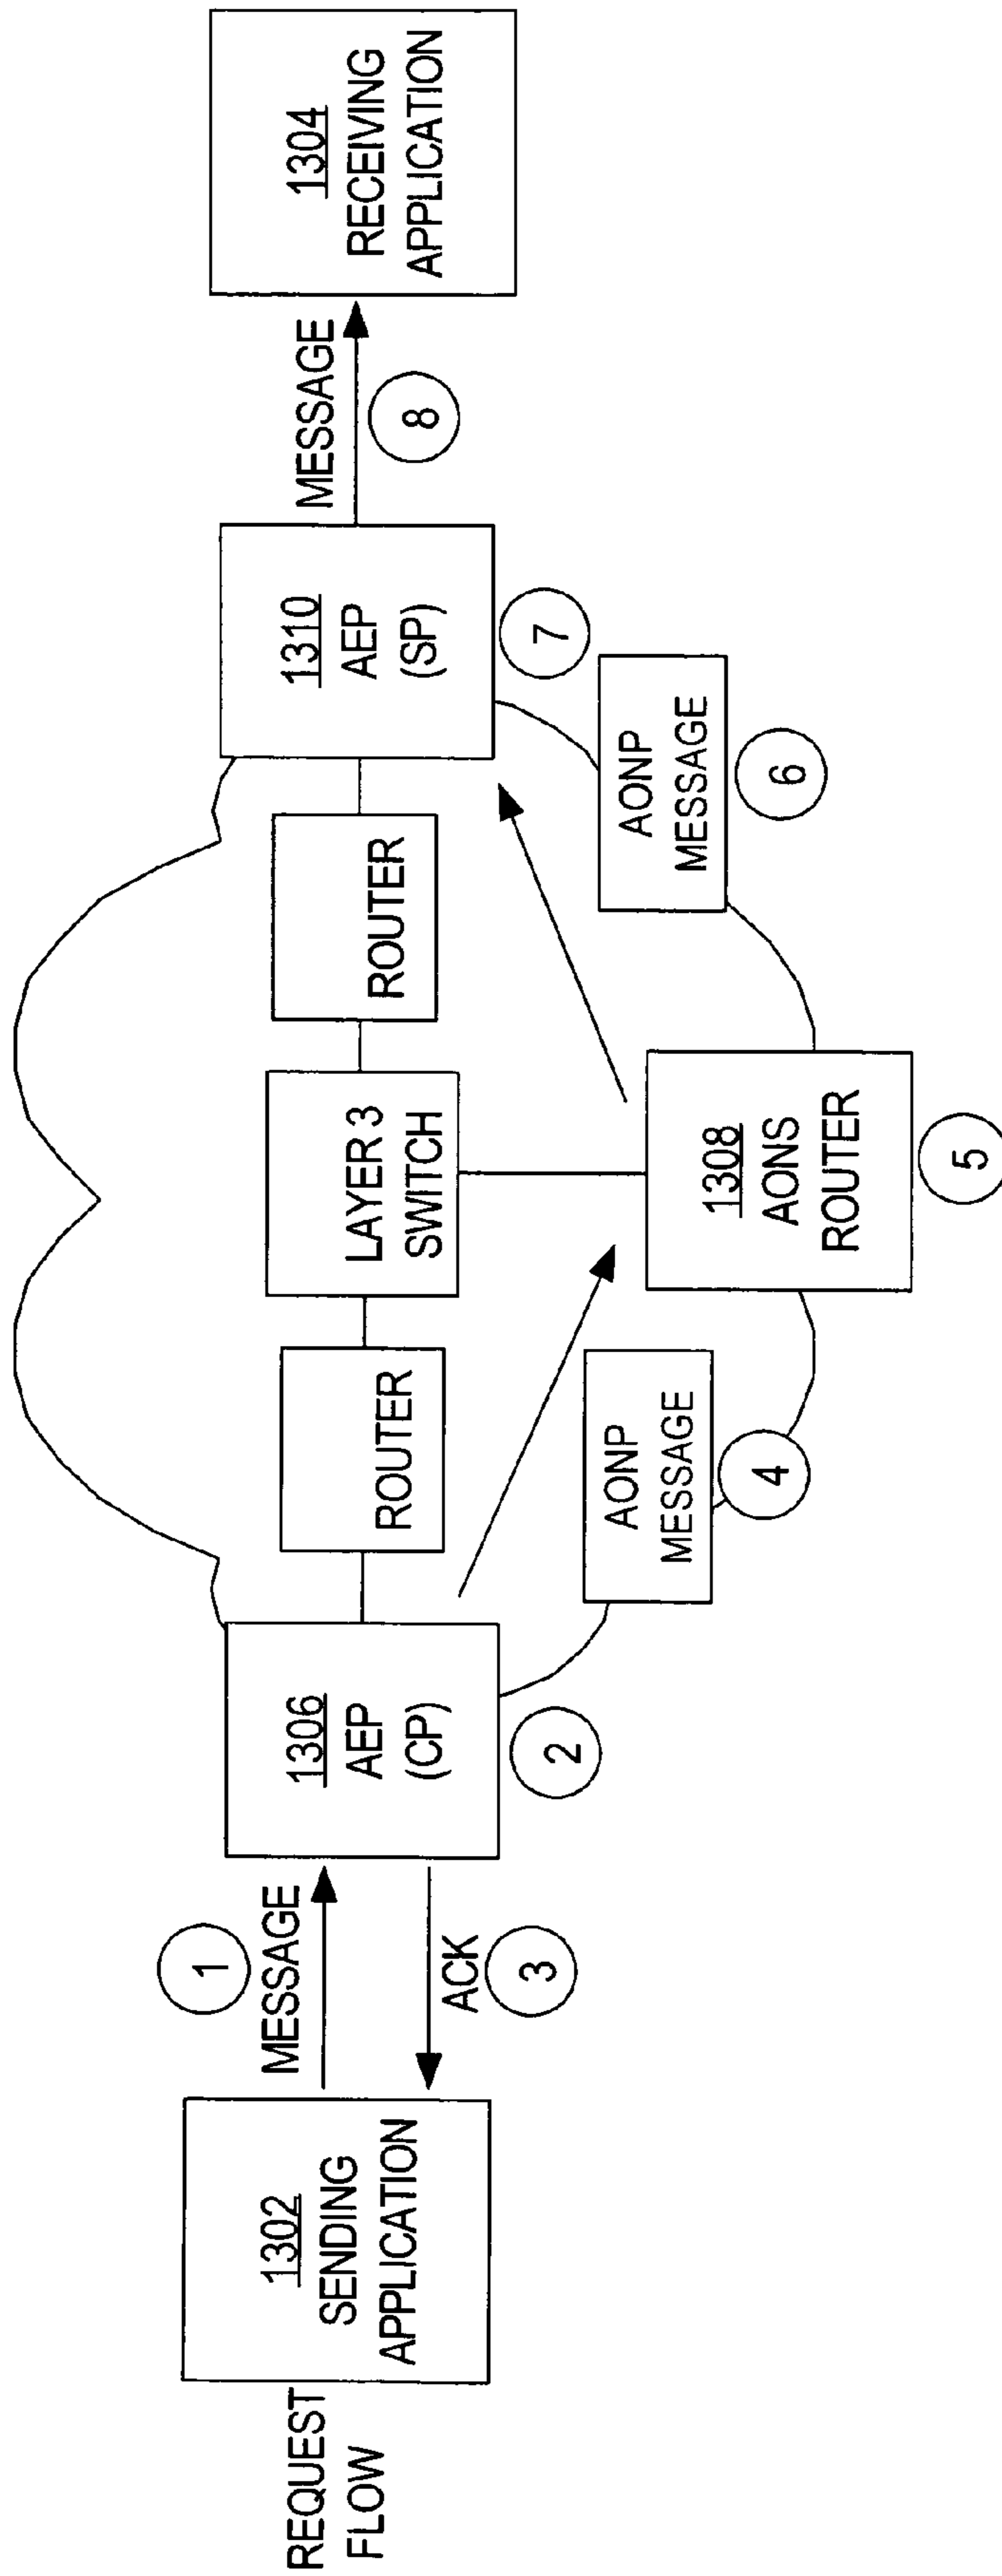 REQUEST
FLOW
1302
SENDING
APPLICATION
1
MESSAGE
ACK
3
1306
AEP
(CP)
2
ROUTER
AONP
MESSAGE
4
LAYER 3
SWITCH
1308
AONS
ROUTER
5
ROUTER
AONP
MESSAGE
6
1310
AEP
(SP)
7
MESSAGE
8
1304
RECEIVING
APPLICATION